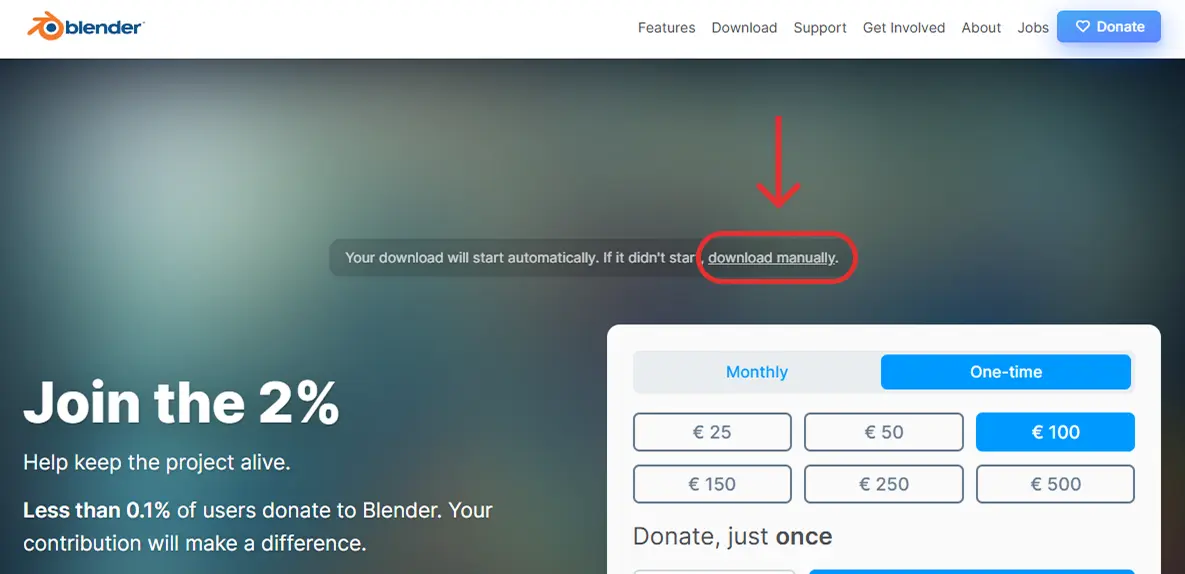 blender
Features Download Support Get Involved About Jobs Donate
Your download will start automatically. If it didn't start, download manually.
Join the 2%
Help keep the project alive.
Less than 0.1% of users donate to Blender. Your
contribution will make a difference.
Monthly One-time
€ 25 € 50 € 100
€ 150 € 250 € 500
Donate, just once